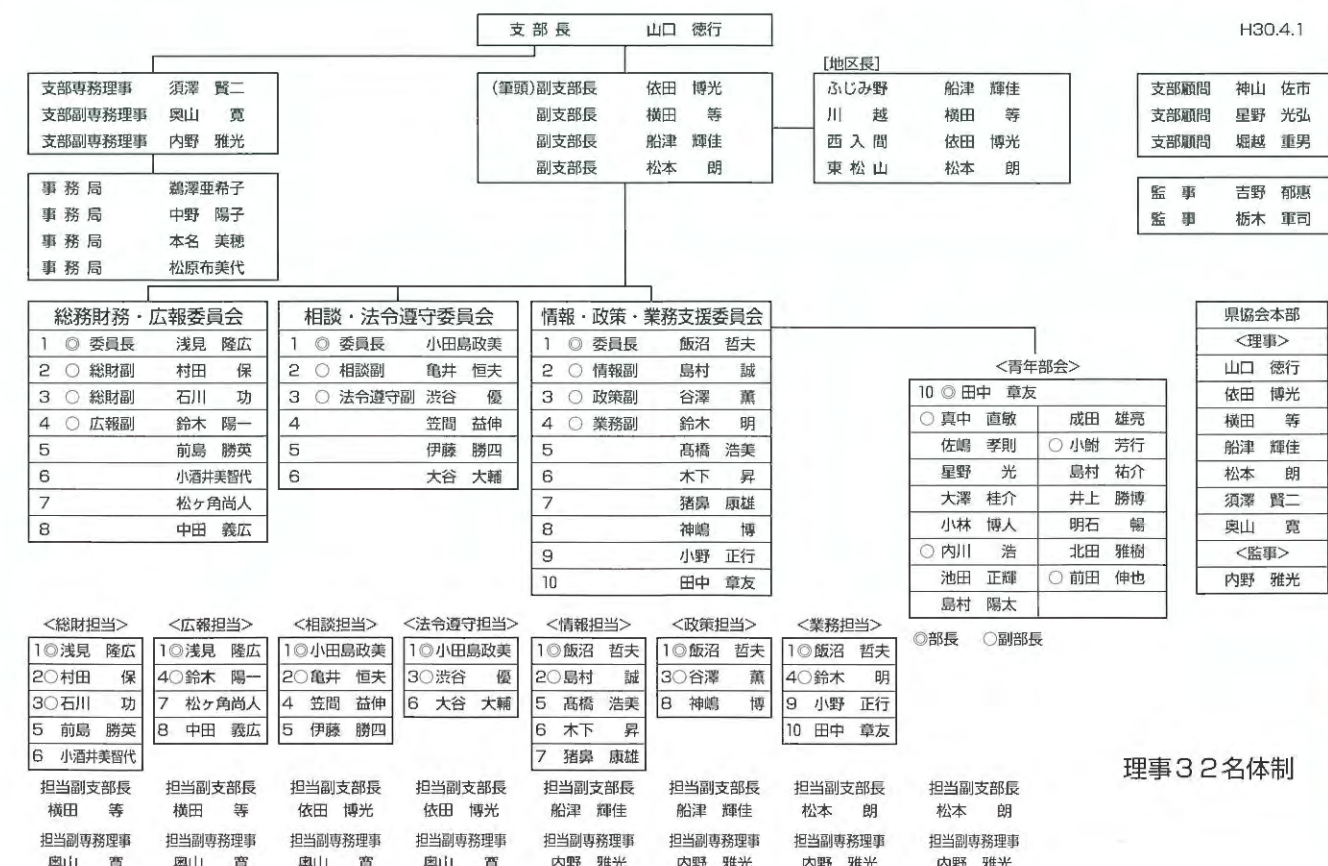 支部長 山口 徳行
H30.4.1
支部専務理事 須澤 賢二
支部副専務理事 奥山 寛
支部副専務理事 内野 雅光
(筆頭)副支部長 依田 博光
副支部長 横田 等
副支部長 船津 輝佳
副支部長 松本 朗
[地区長]
ふじみ野 船津 輝佳
川越 横田 等
西入間 依田 博光
東松山 松本 朗
支部顧問 神山 佐市
支部顧問 星野 光弘
支部顧問 堀越 重男
監事 吉野 郁惠
監事 栃木 軍司
事務局 鵜澤亜希子
事務局 中野 陽子
事務局 本名 美穂
事務局 松原布美代
総務財務・広報委員会
1 ◎ 委員長 浅見 隆広
2 ○ 総財副 村田 保
3 ○ 総財副 石川 功
4 ○ 広報副 鈴木 陽一
5 前島 勝英
6 小酒井美智代
7 松ヶ角尚人
8 中田 義広
相談・法令遵守委員会
1 ◎ 委員長 小田島政美
2 ○ 相談副 亀井 恒夫
3 ○ 法令遵守副 渋谷 優
4 笠間 益伸
5 伊藤 勝四
6 大谷 大輔
情報・政策・業務支援委員会
1 ◎ 委員長 飯沼 哲夫
2 ○ 情報副 島村 誠
3 ○ 政策副 谷澤 薫
4 ○ 業務副 鈴木 明
5 髙橋 浩美
6 木下 昇
7 猪鼻 康雄
8 神嶋 博
9 小野 正行
10 田中 章友
<青年部会>
10 ◎ 田中 章友
○ 真中 直敏 成田 雄亮
佐嶋 孝則 ○ 小鮒 芳行
星野 光 島村 祐介
大澤 桂介 井上 勝博
小林 博人 明石 暢
○ 内川 浩 北田 雅樹
池田 正輝 ○ 前田 伸也
島村 陽太
◎部長 ○副部長
県協会本部
<理事>
山口 徳行
依田 博光
横田 等
船津 輝佳
松本 朗
須澤 賢二
奥山 寛
<監事>
内野 雅光
<総財担当>
1◎浅見 隆広
2○村田 保
3○石川 功
5 前島 勝英
6 小酒井美智代
<広報担当>
1◎浅見 隆広
4○鈴木 陽一
7 松ヶ角尚人
8 中田 義広
<相談担当>
1◎小田島政美
2○亀井 恒夫
4 笠間 益伸
5 伊藤 勝四
<法令遵守担当>
1◎小田島政美
3○渋谷 優
6 大谷 大輔
<情報担当>
1◎飯沼 哲夫
2○島村 誠
5 髙橋 浩美
6 木下 昇
7 猪鼻 康雄
<政策担当>
1◎飯沼 哲夫
3○谷澤 薫
8 神嶋 博
<業務担当>
1◎飯沼 哲夫
4○鈴木 明
9 小野 正行
10 田中 章友
理事32名体制
担当副支部長 担当副支部長 担当副支部長 担当副支部長 担当副支部長 担当副支部長 担当副支部長 担当副支部長
横田 等 横田 等 依田 博光 依田 博光 船津 輝佳 船津 輝佳 松本 朗 松本 朗
担当副専務理事 担当副専務理事 担当副専務理事 担当副専務理事 担当副専務理事 担当副専務理事 担当副専務理事 担当副専務理事
奥山 寛 奥山 寛 奥山 寛 奥山 寛 内野 雅光 内野 雅光 内野 雅光 内野 雅光